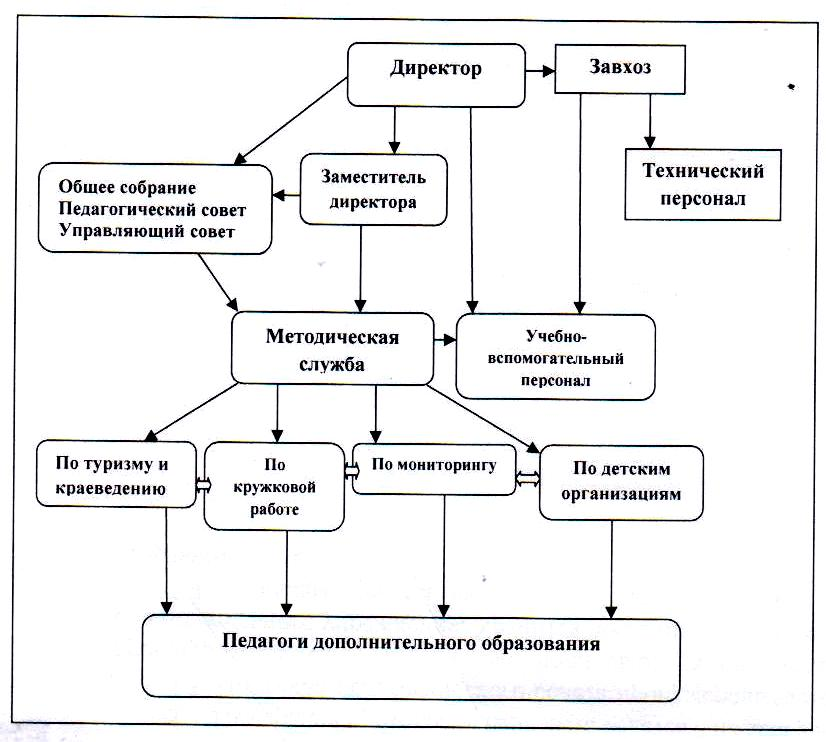 Директор
Завхоз
Общее собрание
Педагогический совет
Управляющий совет
Заместитель
директора
Технический
персонал
Методическая
служба
Учебно-
вспомогательный
персонал
По туризму и
краеведению
По
кружковой
работе
По мониторингу
По детским
организациям
Педагоги дополнительного образования